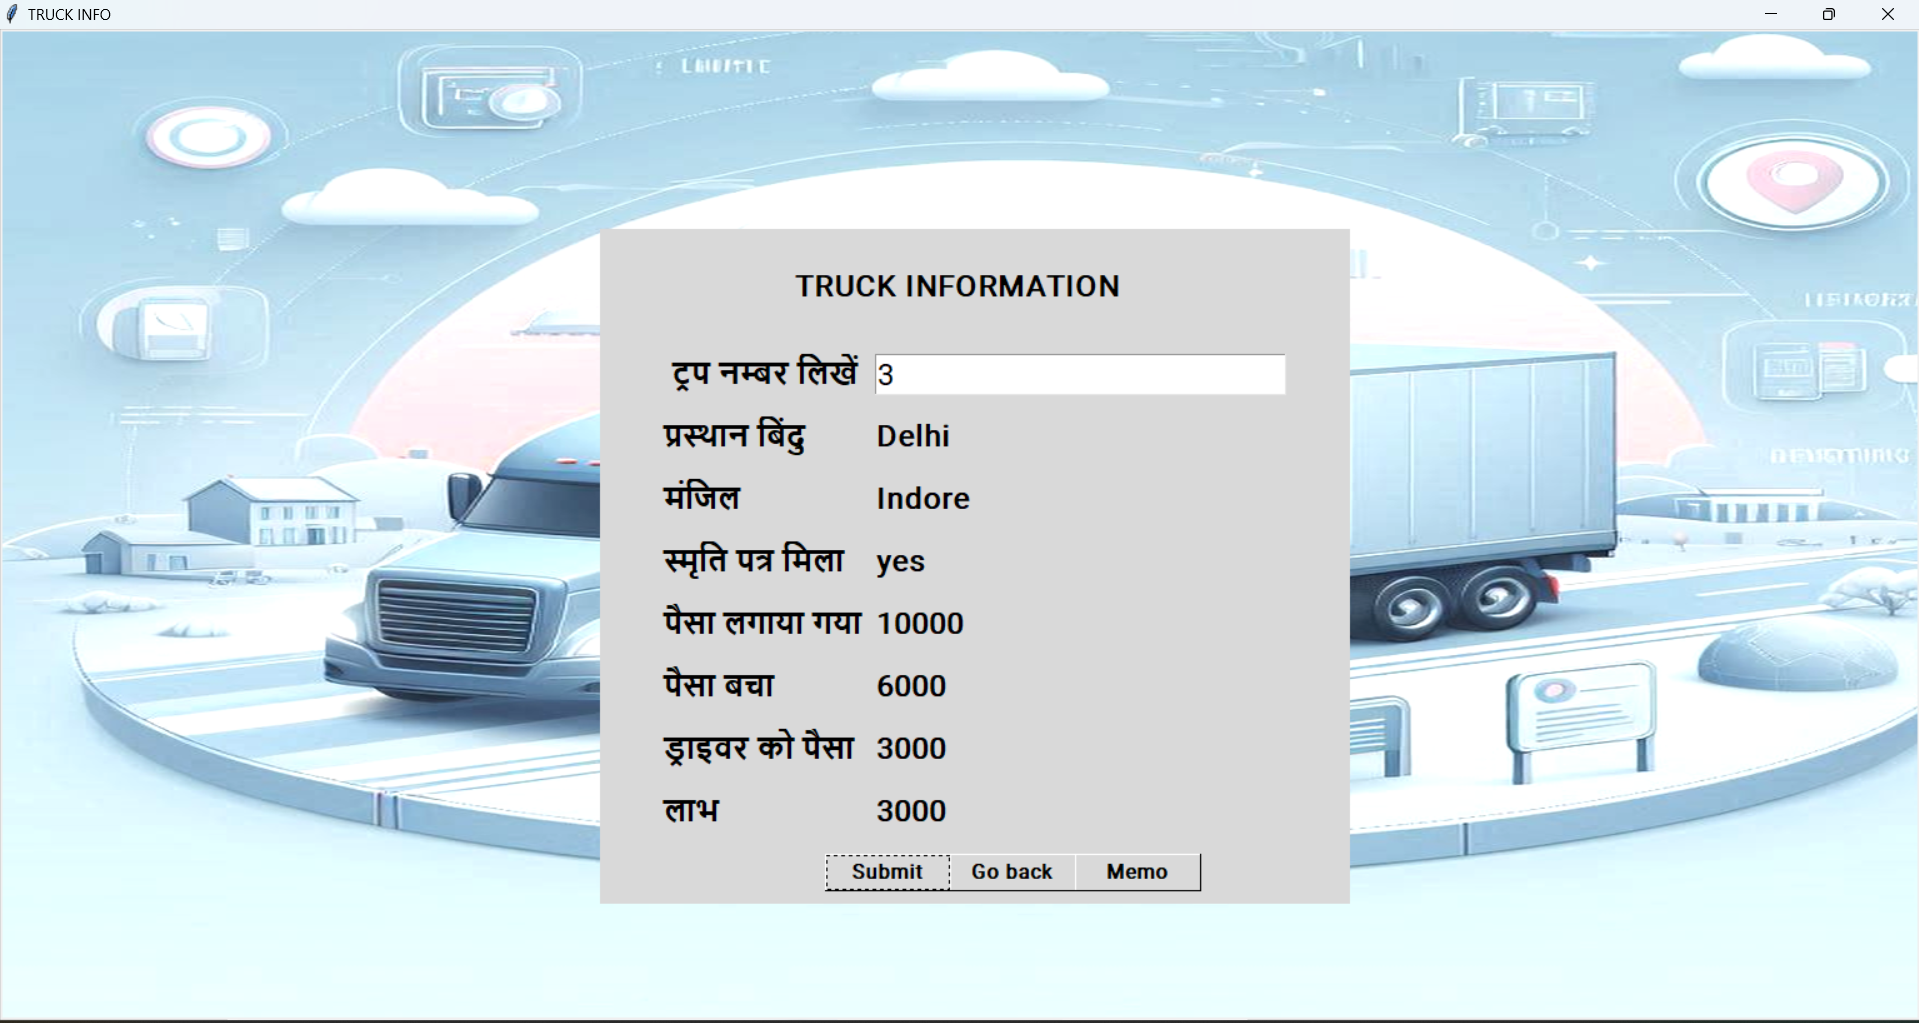 TRUCK INFO
TRUCK INFORMATION
ट्रप नम्बर लिखें 3
प्रस्थान बिंदु Delhi
मंजिल Indore
स्मृति पत्र मिला yes
पैसा लगाया गया 10000
पैसा बचा 6000
ड्राइवर को पैसा 3000
लाभ 3000
Submit Go back Memo